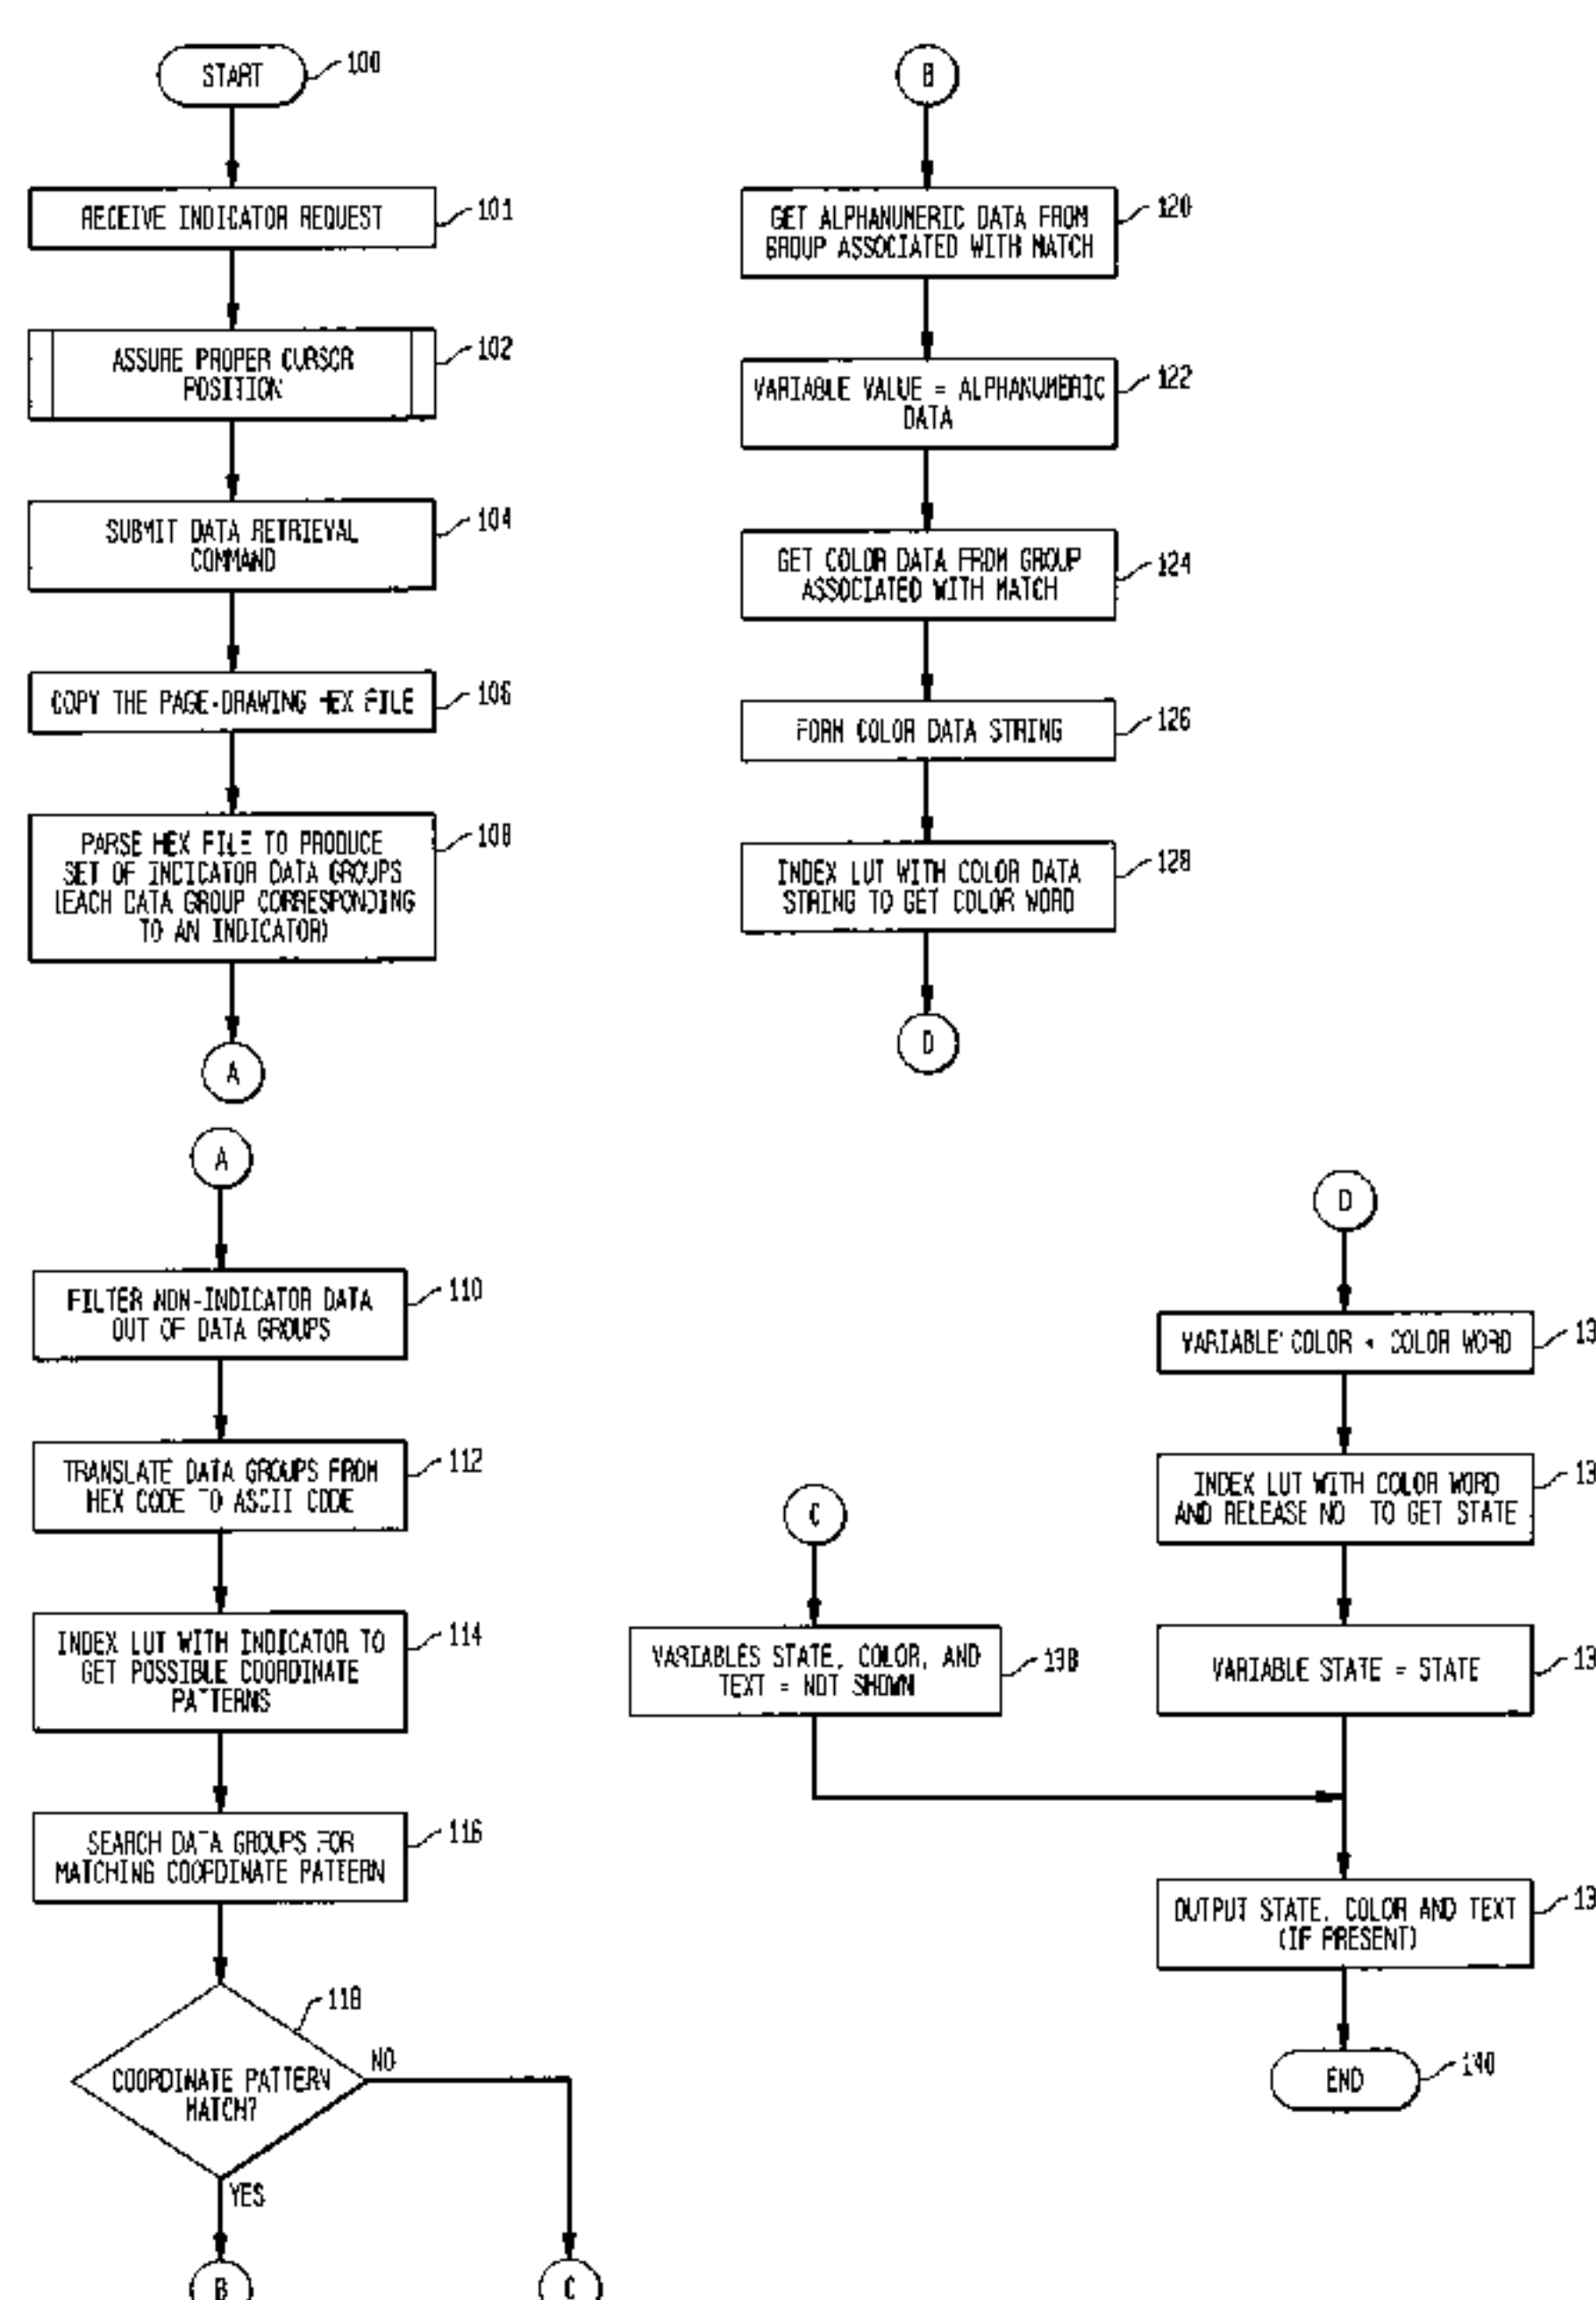 START
100
RECEIVE INDICATOR REQUEST
101
ASSURE PROPER CURSOR
POSITION
102
SUBMIT DATA RETRIEVAL
COMMAND
104
COPY THE PAGE-DRAWING HEX FILE
106
PARSE HEX FILE TO PRODUCE
SET OF INDICATOR DATA GROUPS
(EACH DATA GROUP CORRESPONDING
TO AN INDICATOR)
108
A
A
FILTER NON-INDICATOR DATA
OUT OF DATA GROUPS
110
TRANSLATE DATA GROUPS FROM
HEX CODE TO ASCII CODE
112
INDEX LUT WITH INDICATOR TO
GET POSSIBLE COORDINATE
PATTERNS
114
SEARCH DATA GROUPS FOR
MATCHING COORDINATE PATTERN
116
COORDINATE PATTERN
MATCH?
118
NO
YES
B
C
B
GET ALPHANUMERIC DATA FROM
GROUP ASSOCIATED WITH MATCH
120
VARIABLE VALUE = ALPHANUMERIC
DATA
122
GET COLOR DATA FROM GROUP
ASSOCIATED WITH MATCH
124
FORM COLOR DATA STRING
126
INDEX LUT WITH COLOR DATA
STRING TO GET COLOR WORD
128
D
C
VARIABLES STATE, COLOR, AND
TEXT = NOT SHOWN
138
D
VARIABLE COLOR = COLOR WORD
13
INDEX LUT WITH COLOR WORD
AND RELEASE NO TO GET STATE
13
VARIABLE STATE = STATE
13
OUTPUT STATE, COLOR AND TEXT
(IF PRESENT)
13
END
140